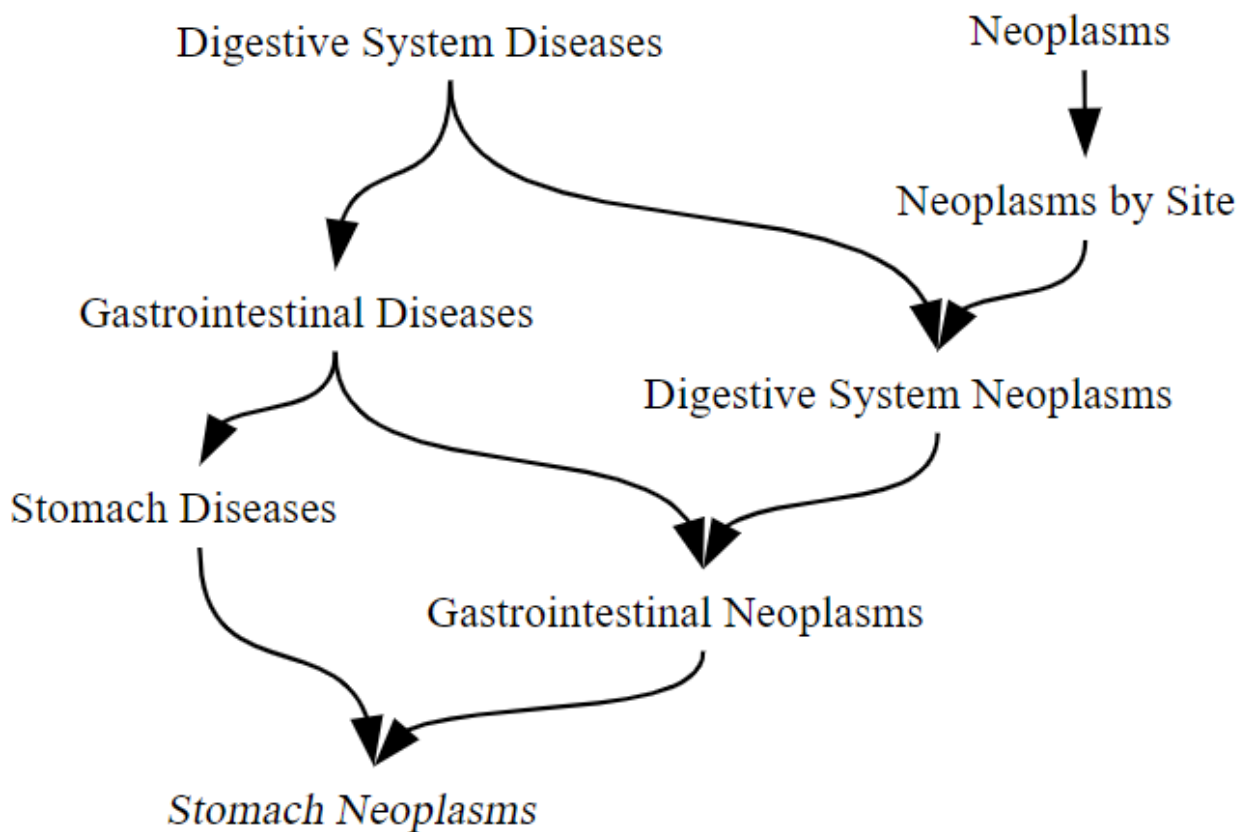 Digestive System Diseases
Neoplasms
Neoplasms by Site
Gastrointestinal Diseases
Digestive System Neoplasms
Stomach Diseases
Gastrointestinal Neoplasms
Stomach Neoplasms